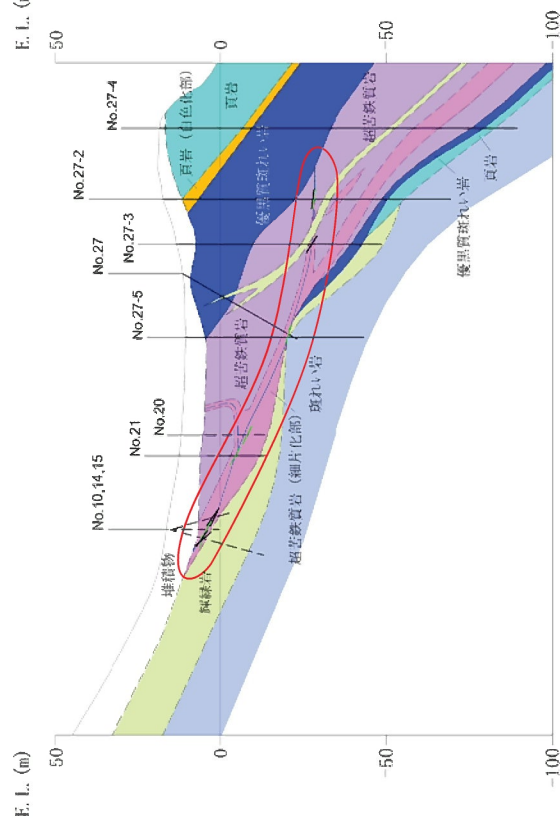 E. L. (m)
50
0
-50
-100
E. L. (
50
0
-50
-100
No.10,14,15
No.21
No.20
No.27-5
No.27
No.27-3
No.27-2
No.27-4
堆積物
輝緑岩
超苦鉄質岩
超苦鉄質岩 (細片化部)
斑れい岩
優黒質斑れい岩
頁岩 (白色化部)
頁岩
超苦鉄質岩
優黒質斑れい岩
頁岩